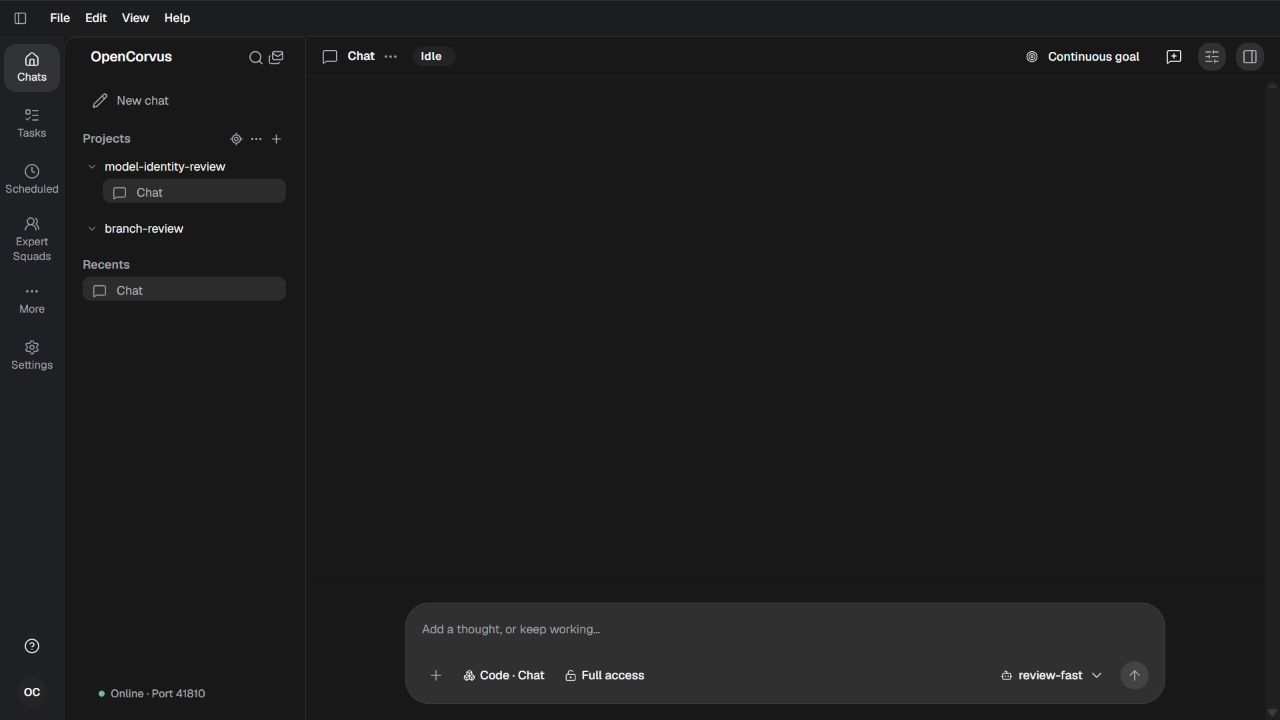 File Edit View Help
OpenCorvus
Chat ··· Idle
Continuous goal
Chats
Tasks
Scheduled
Expert
Squads
More
Settings
New chat
Projects
model-identity-review
Chat
branch-review
Recents
Chat
Add a thought, or keep working...
Code · Chat
Full access
review-fast
OC
Online · Port 41810